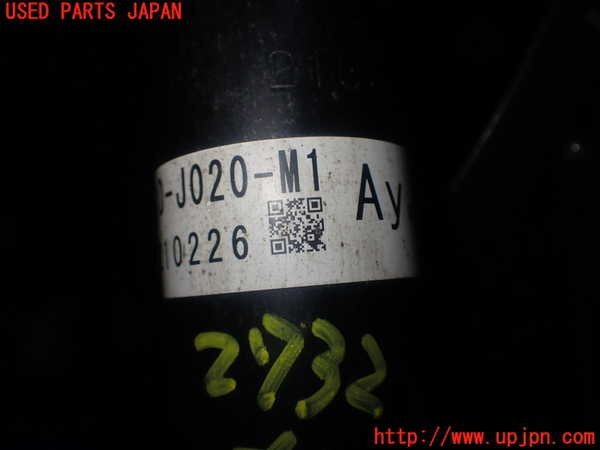 USED PARTS JAPAN
-J020-M1
Ay
10226
2732
http://www.upjpn.com/